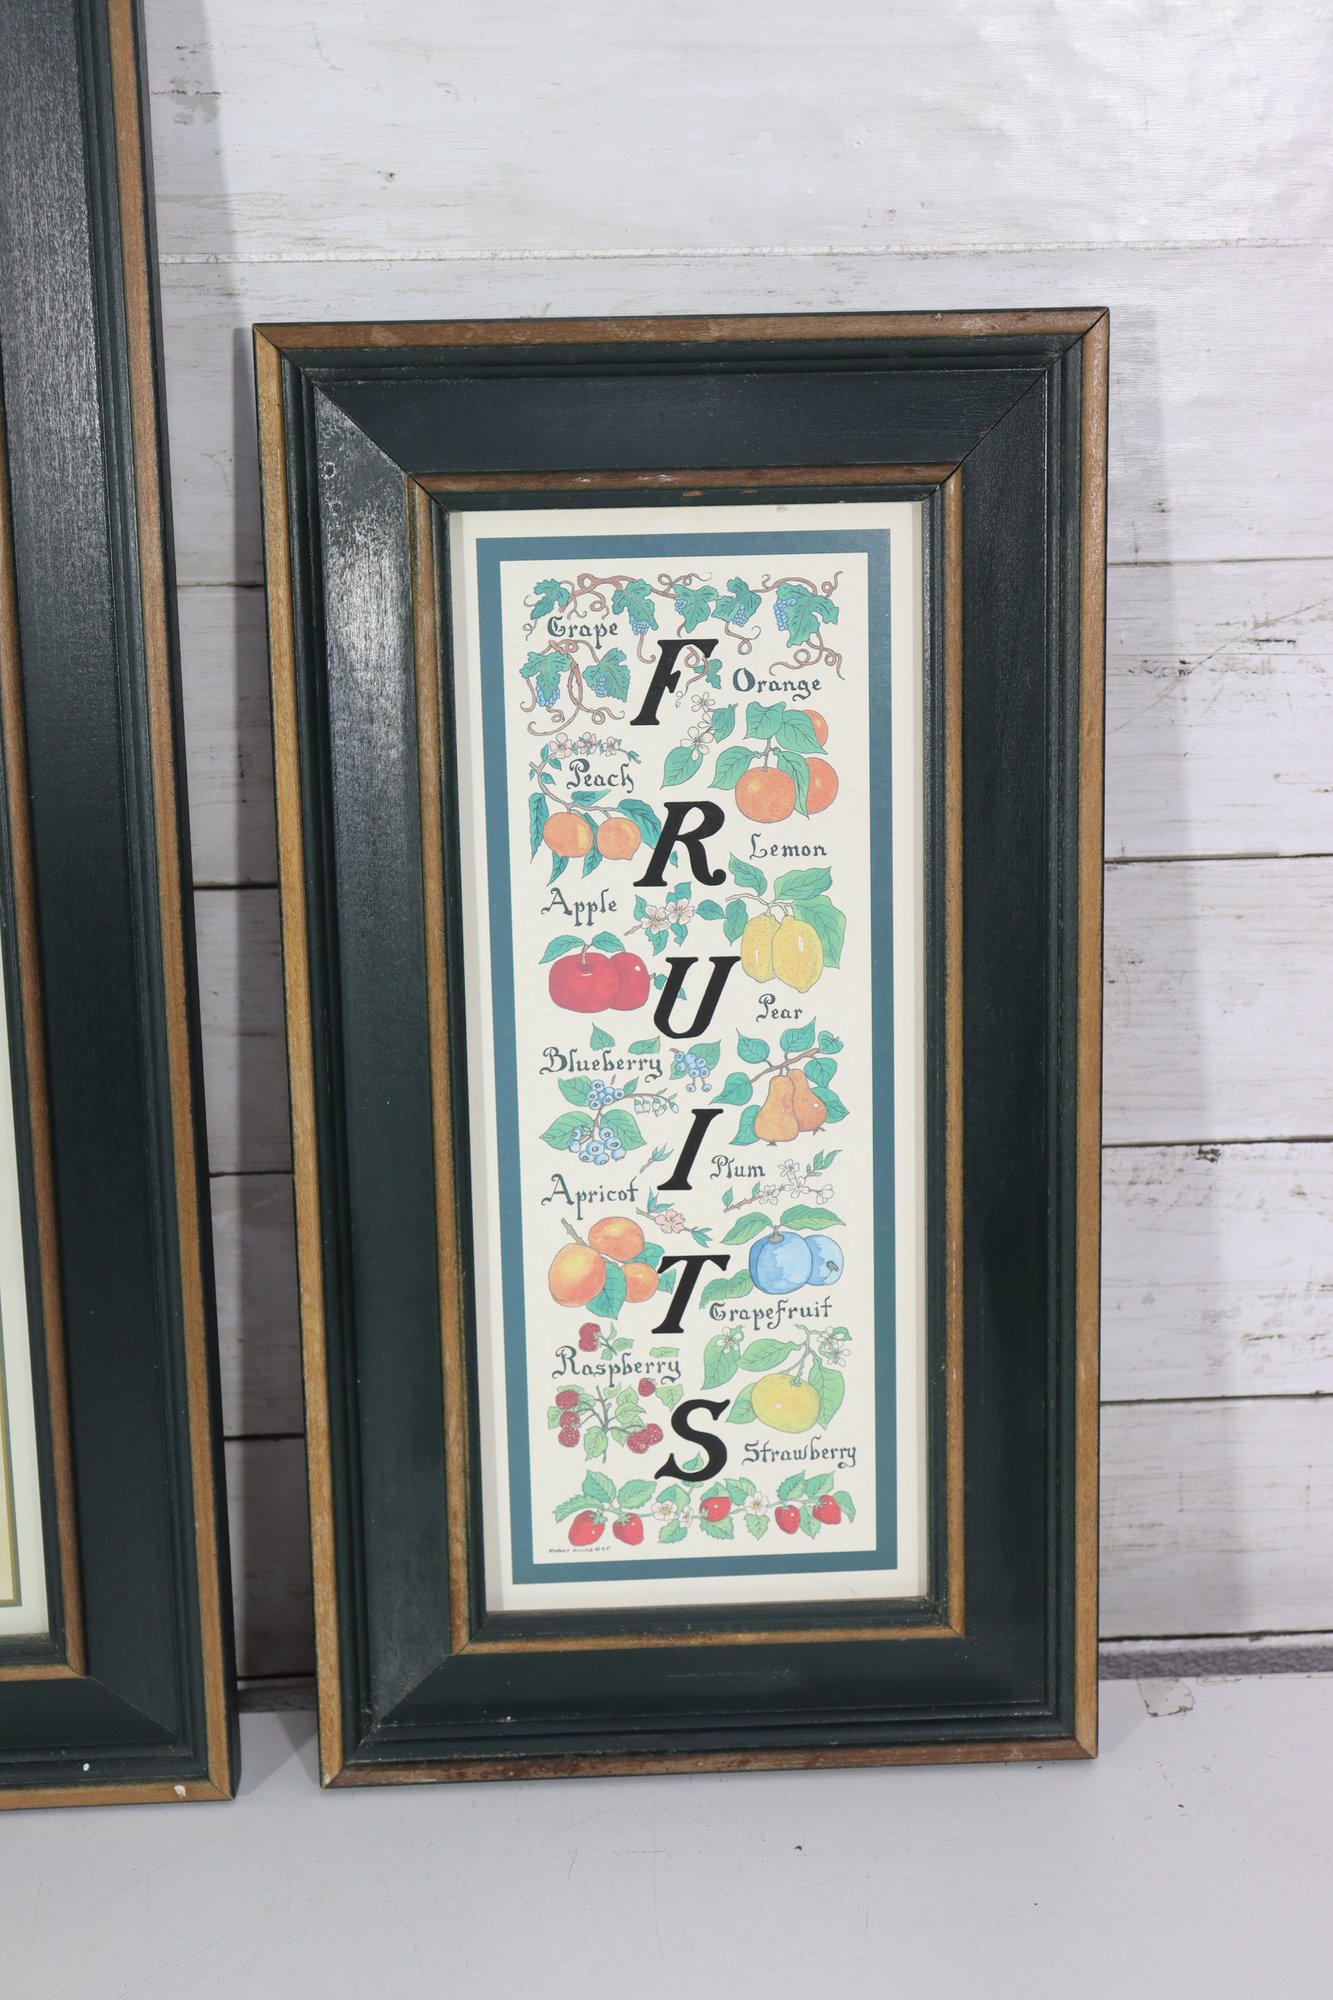 Grape
F
Orange
Peach
R
Lemon
Apple
U
Pear
Blueberry
I
Plum
Apricot
T
Grapefruit
Raspberry
S
Strawberry